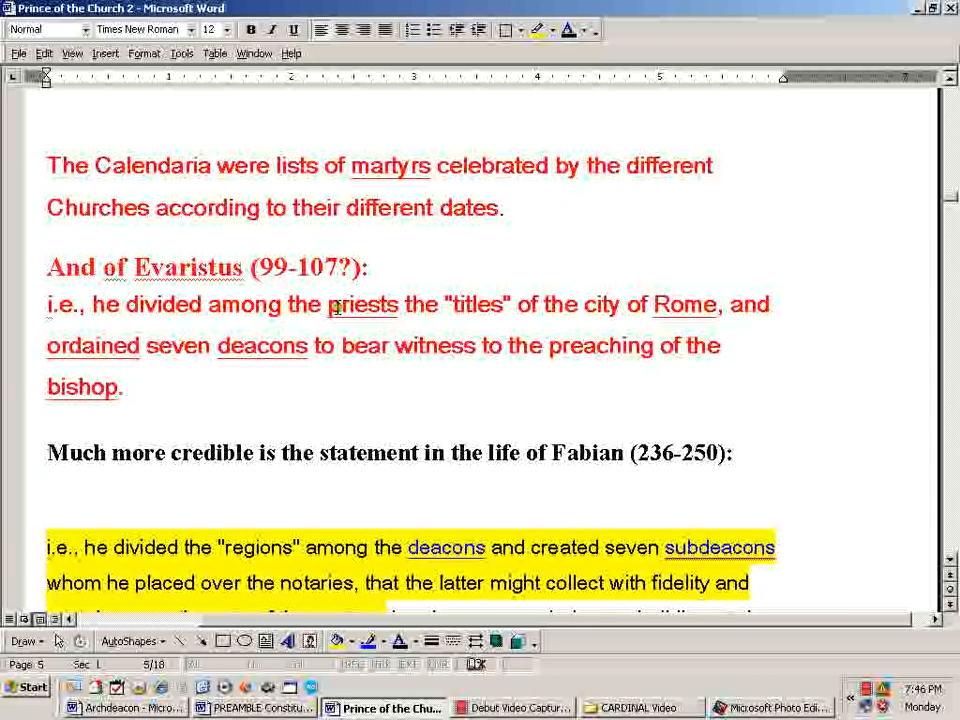 Prince of the Church 2 - Microsoft Word
Normal Times New Roman 12 B I U A
File Edit View Insert Format Tools Table Window Help
1 2 3 4 5 7
The Calendaria were lists of martyrs celebrated by the different
Churches according to their different dates.
And of Evaristus (99-107?):
i.e., he divided among the priests the "titles" of the city of Rome, and
ordained seven deacons to bear witness to the preaching of the
bishop.
Much more credible is the statement in the life of Fabian (236-250):
i.e., he divided the "regions" among the deacons and created seven subdeacons
whom he placed over the notaries, that the latter might collect with fidelity and
Draw AutoShapes A
Page 5 Sec 1 5/18
Start
7:46 PM
Archdeacon - Micro... PREAMBLE Constitu... Prince of the Chu... Debut Video Captur... CARDINAL Video Microsoft Photo Edi...
Monday